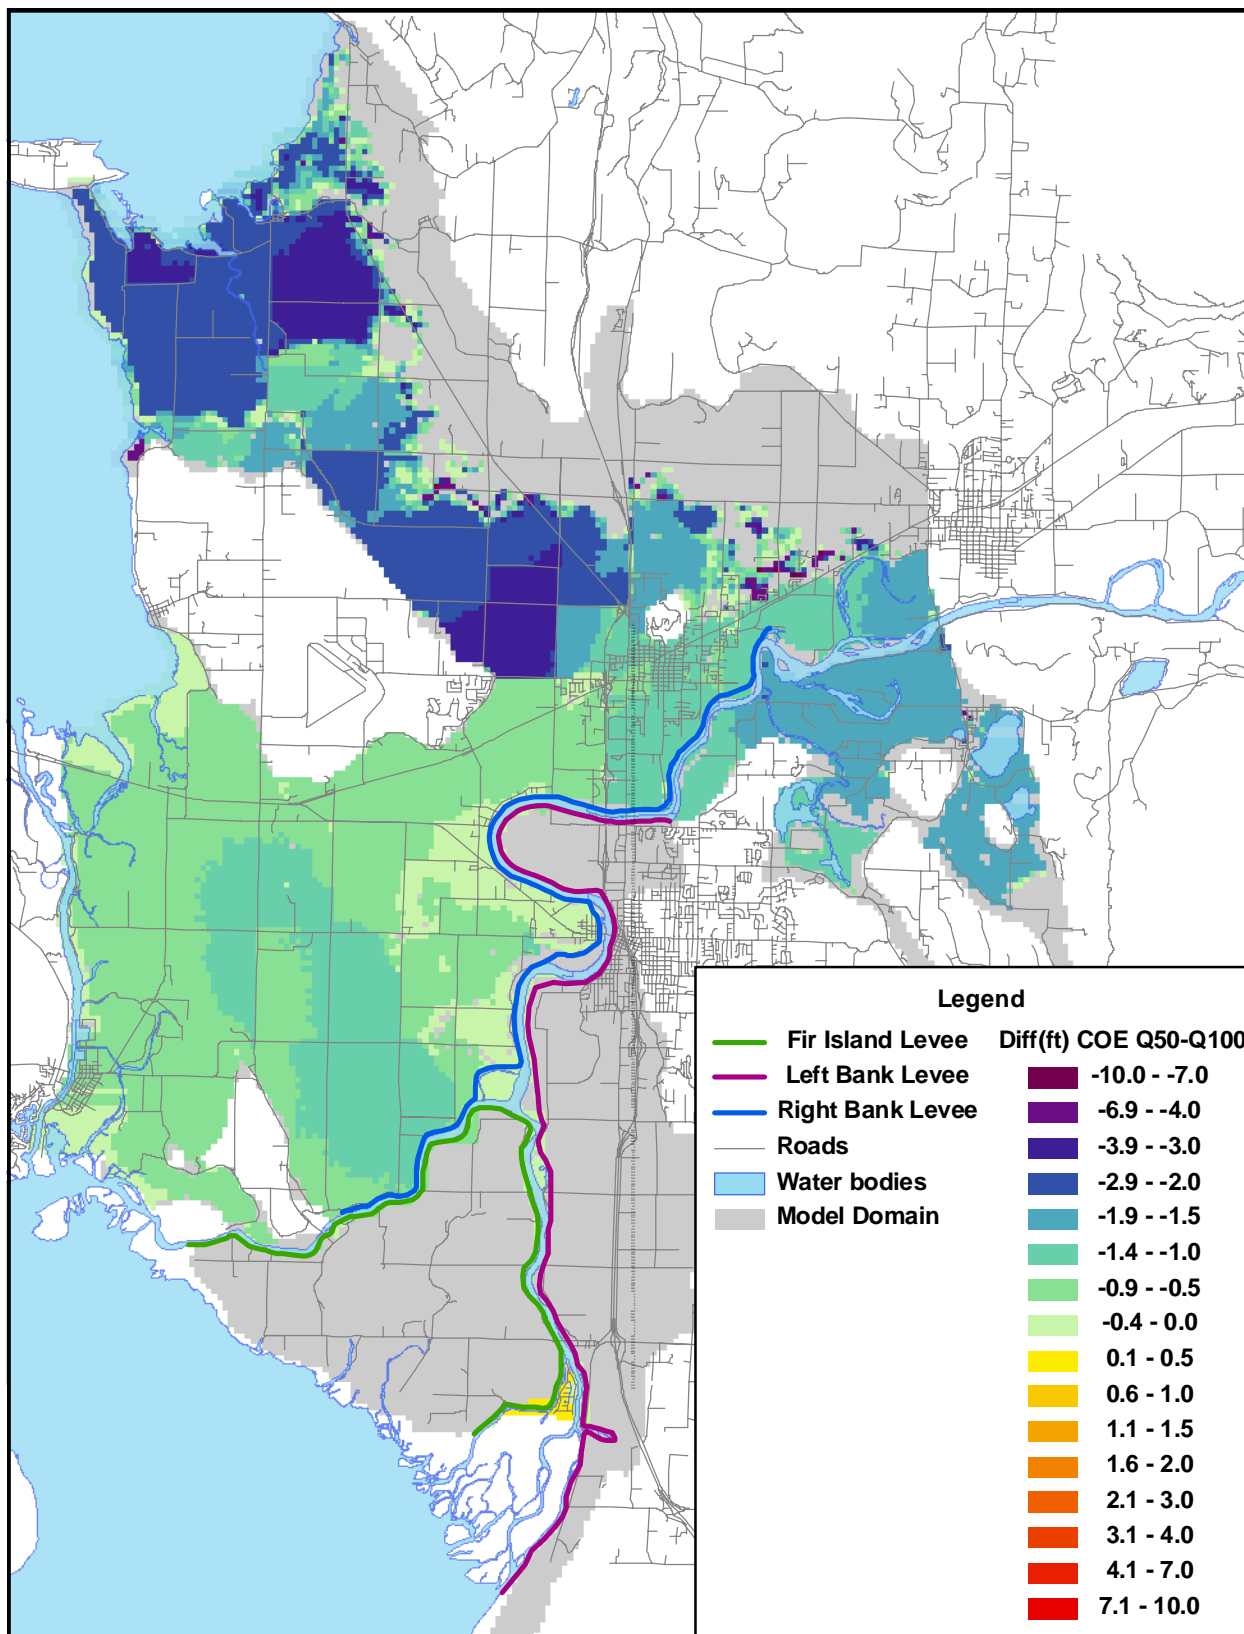 Legend
Fir Island Levee
Left Bank Levee
Right Bank Levee
Roads
Water bodies
Model Domain
Diff(ft) COE Q50-Q100
-10.0 - -7.0
-6.9 - -4.0
-3.9 - -3.0
-2.9 - -2.0
-1.9 - -1.5
-1.4 - -1.0
-0.9 - -0.5
-0.4 - 0.0
0.1 - 0.5
0.6 - 1.0
1.1 - 1.5
1.6 - 2.0
2.1 - 3.0
3.1 - 4.0
4.1 - 7.0
7.1 - 10.0